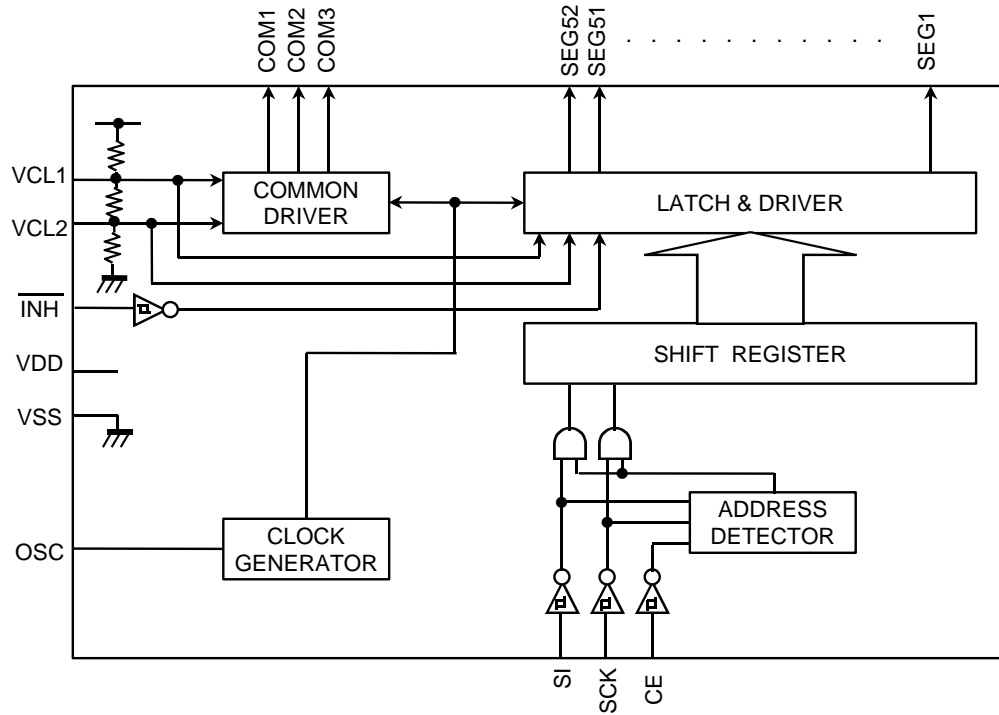 COM1
COM2
COM3
SEG52
SEG51
. . . . . . . . . . . .
SEG1
VCL1
COMMON
DRIVER
LATCH & DRIVER
VCL2
INH
SHIFT REGISTER
VDD
VSS
ADDRESS
DETECTOR
OSC
CLOCK
GENERATOR
SI
SCK
CE